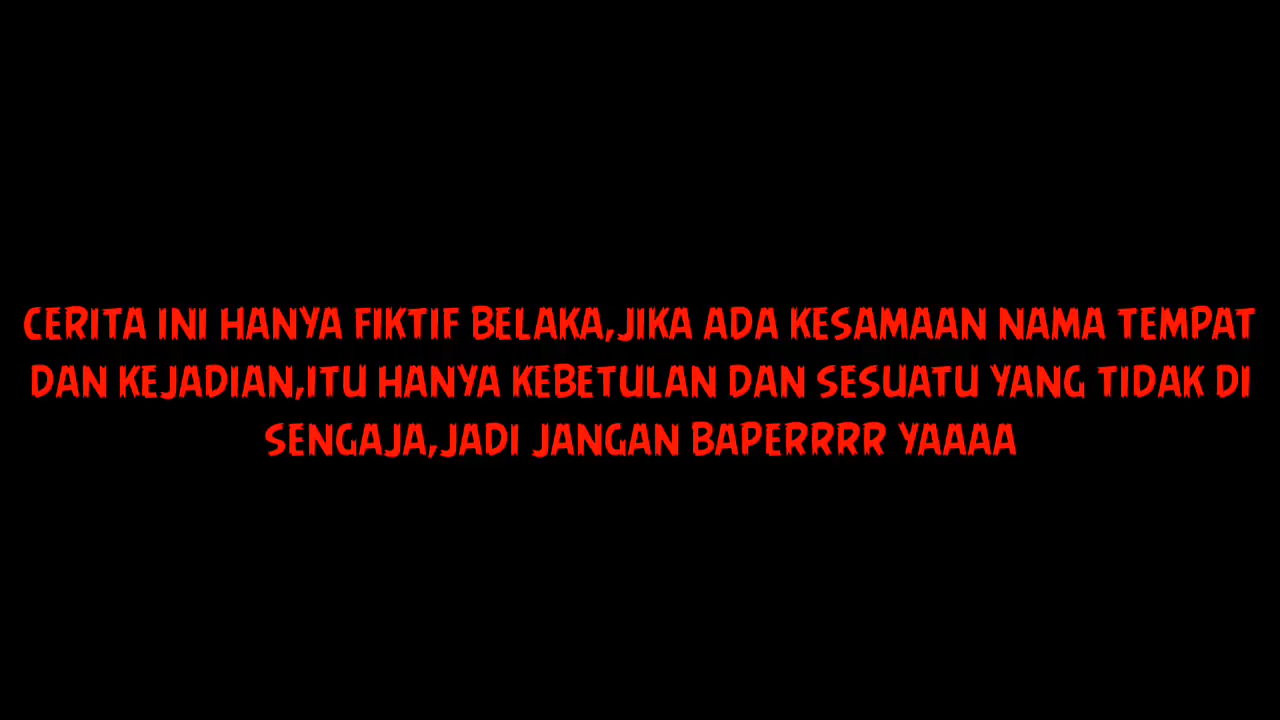 CERITA INI HANYA FIKTIF BELAKA,JIKA ADA KESAMAAN NAMA TEMPAT
DAN KEJADIAN,ITU HANYA KEBETULAN DAN SESUATU YANG TIDAK DI
SENGAJA,JADI JANGAN BAPERRRR YAAAA